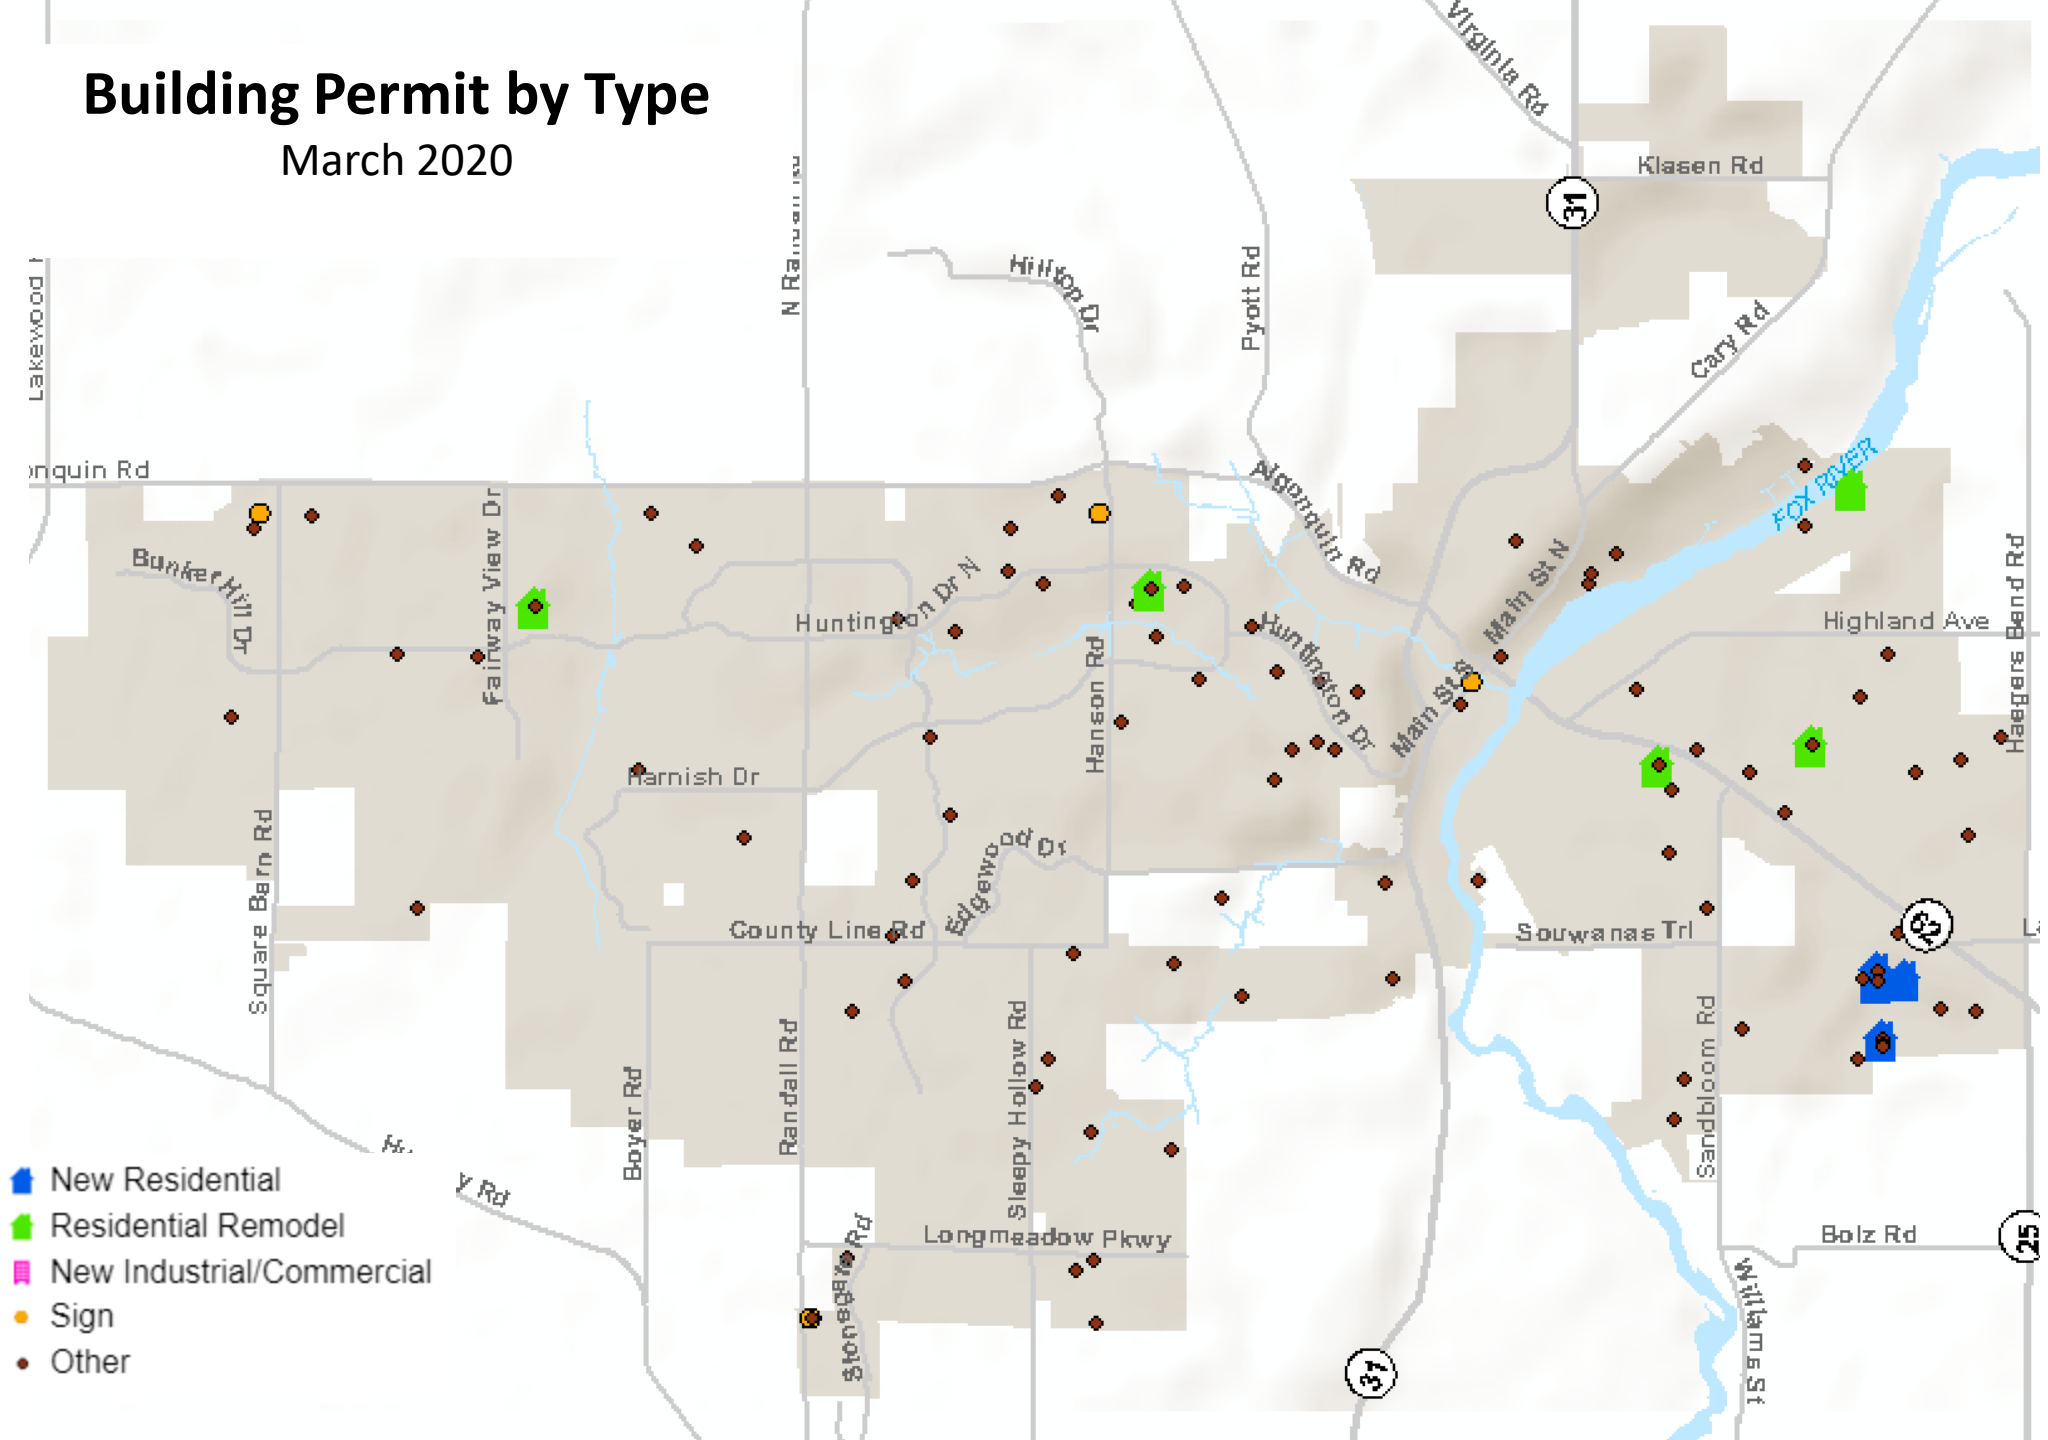 Building Permit by Type
March 2020
Virginia Rd
Klasen Rd
31
Hilltop Dr
Pyott Rd
Lakewood
Cary Rd
onquin Rd
FOX RIVER
Algonquin Rd
Fairway View Dr
Bunker Hill Dr
Huntington Dr N
Main St N
Highland Ave
Haegers Bend Rd
Huntington Dr
Hanson Rd
Main St S
Harnish Dr
Square Barn Rd
Edgewood Dr
County Line Rd
Souwanas Trl
62
Sleepy Hollow Rd
Randall Rd
Boyer Rd
Sandbloom Rd
y Rd
Longmeadow Pkwy
Bolz Rd
25
Williams St
31
New Residential
Residential Remodel
New Industrial/Commercial
Sign
Other